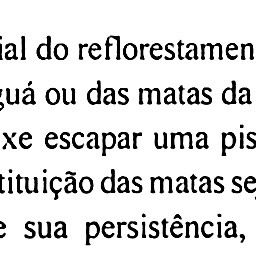 ial do reflorestamen
guá ou das matas da
xe escapar uma pis
tituição das matas se
e sua persistência,